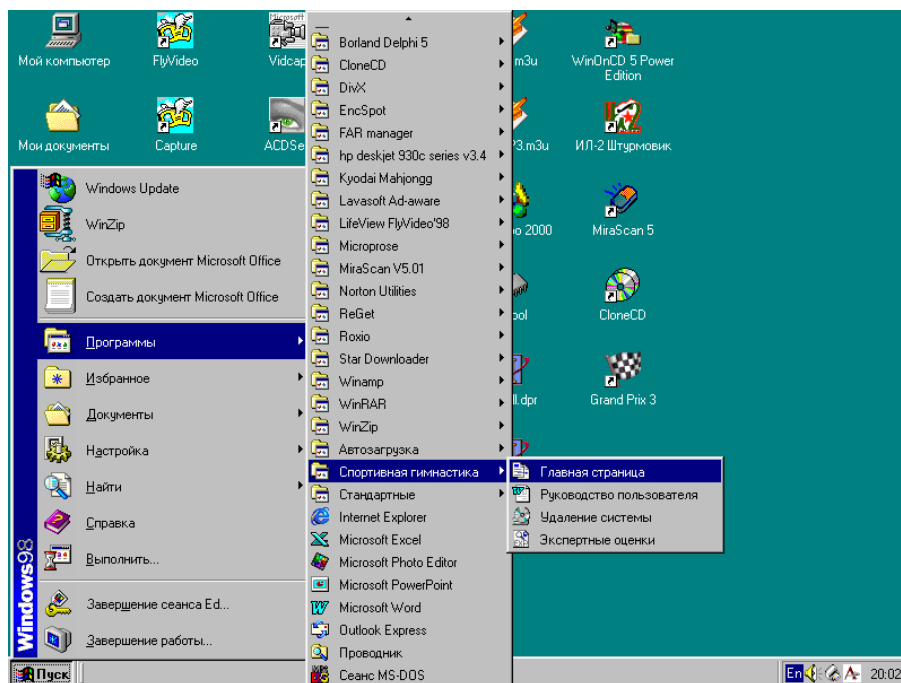 Мой компьютер
FlyVideo
Vidcap
.m3u
WinOnCD 5 Power
Edition
Мои документы
Capture
ACDSe
P3.m3u
ИЛ-2 Штурмовик
o 2000
MiraScan 5
ool
CloneCD
ll.dpr
Grand Prix 3
Windows Update
WinZip
Открыть документ Microsoft Office
Создать документ Microsoft Office
Программы
Избранное
Документы
Настройка
Найти
Справка
Выполнить...
Завершение сеанса Ed...
Завершение работы...
Windows98
Borland Delphi 5
CloneCD
DivX
EncSpot
FAR manager
hp deskjet 930c series v3.4
Kyodai Mahjongg
Lavasoft Ad-aware
LifeView FlyVideo'98
Microprose
MiraScan V5.01
Norton Utilities
ReGet
Roxio
Star Downloader
Winamp
WinRAR
WinZip
Автозагрузка
Спортивная гимнастика
Стандартные
Internet Explorer
Microsoft Excel
Microsoft Photo Editor
Microsoft PowerPoint
Microsoft Word
Outlook Express
Проводник
Сеанс MS-DOS
Главная страница
Руководство пользователя
Удаление системы
Экспертные оценки
Пуск
En
20:02